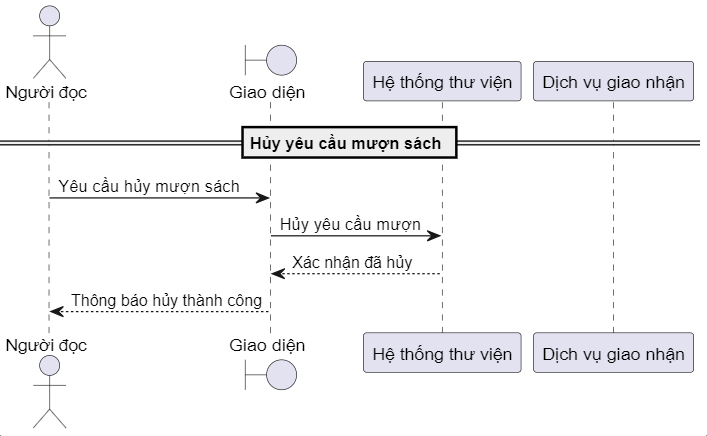 Người đọc
Giao diện
Hệ thống thư viện
Dịch vụ giao nhận
Hủy yêu cầu mượn sách
Yêu cầu hủy mượn sách
Hủy yêu cầu mượn
Xác nhận đã hủy
Thông báo hủy thành công
Người đọc
Giao diện
Hệ thống thư viện
Dịch vụ giao nhận